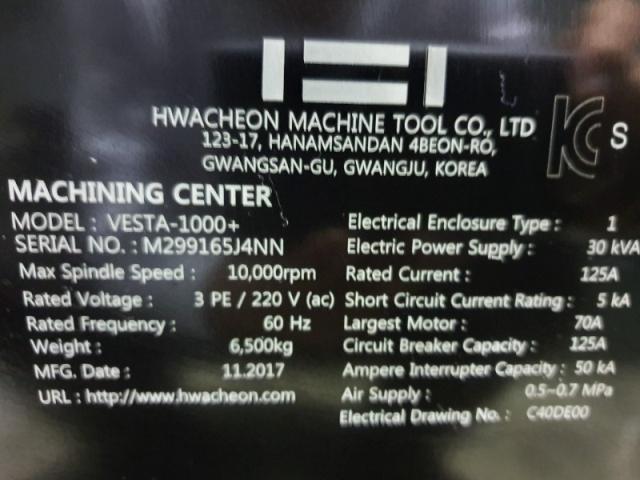 HWACHEON MACHINE TOOL CO., LTD
123-17, HANAMSANDAN 4BEON-RO,
GWANGSAN-GU, GWANGJU, KOREA
KC S
MACHINING CENTER
MODEL : VESTA-1000+
SERIAL NO. : M299165J4NN
Max Spindle Speed : 10,000rpm
Rated Voltage : 3 PE / 220 V (ac)
Rated Frequency : 60 Hz
Weight : 6,500kg
MFG. Date : 11.2017
URL : http://www.hwacheon.com
Electrical Enclosure Type : 1
Electric Power Supply : 30 kVA
Rated Current : 125A
Short Circuit Current Rating : 5 kA
Largest Motor : 70A
Circuit Breaker Capacity : 125A
Ampere Interrupter Capacity : 50 kA
Air Supply : 0.5~0.7 MPa
Electrical Drawing No. : C40DE00